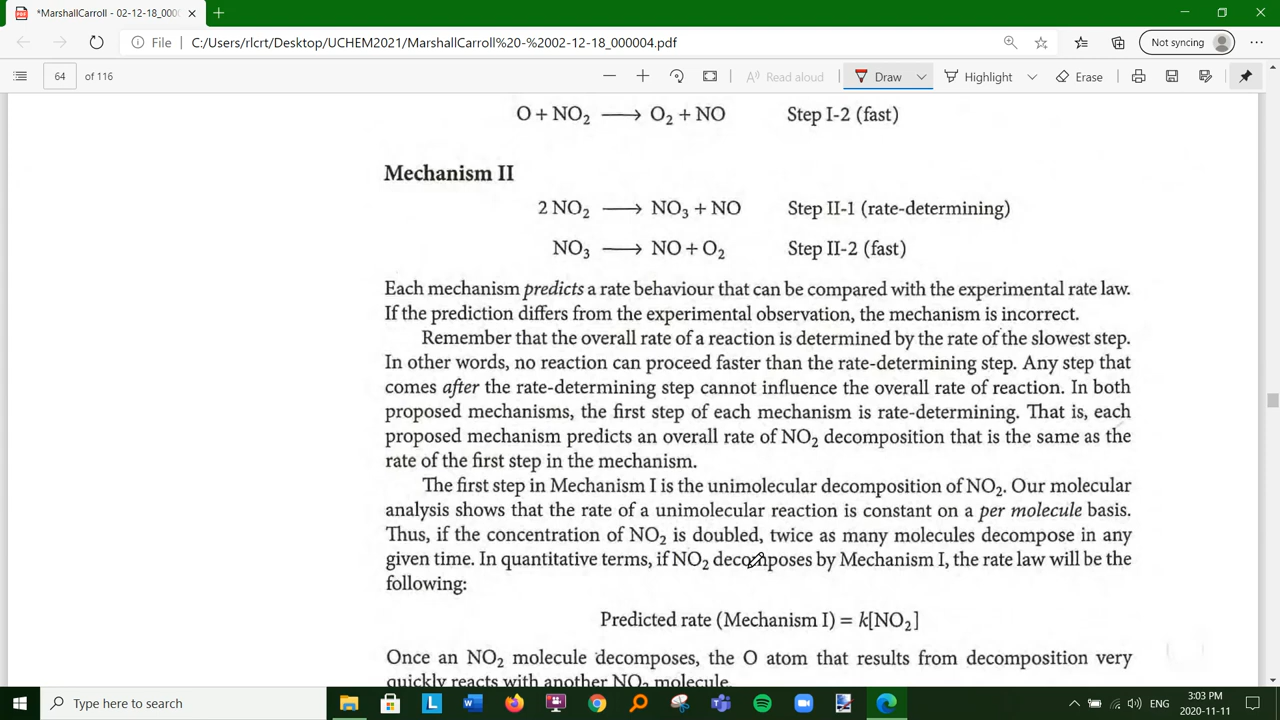 *MarshallCarroll - 02-12-18_000
File
C:/Users/rlcrt/Desktop/UCHEM2021/MarshallCarroll%20-%2002-12-18_000004.pdf
Not syncing
64 of 116
Read aloud
Draw
Highlight
Erase
O + NO₂ ⟶ O₂ + NO Step I-2 (fast)
Mechanism II
2 NO₂ ⟶ NO₃ + NO Step II-1 (rate-determining)
NO₃ ⟶ NO + O₂ Step II-2 (fast)
Each mechanism predicts a rate behaviour that can be compared with the experimental rate law.
If the prediction differs from the experimental observation, the mechanism is incorrect.
Remember that the overall rate of a reaction is determined by the rate of the slowest step.
In other words, no reaction can proceed faster than the rate-determining step. Any step that
comes after the rate-determining step cannot influence the overall rate of reaction. In both
proposed mechanisms, the first step of each mechanism is rate-determining. That is, each
proposed mechanism predicts an overall rate of NO₂ decomposition that is the same as the
rate of the first step in the mechanism.
The first step in Mechanism I is the unimolecular decomposition of NO₂. Our molecular
analysis shows that the rate of a unimolecular reaction is constant on a per molecule basis.
Thus, if the concentration of NO₂ is doubled, twice as many molecules decompose in any
given time. In quantitative terms, if NO₂ decomposes by Mechanism I, the rate law will be the
following:
Predicted rate (Mechanism I) = k[NO₂]
Once an NO₂ molecule decomposes, the O atom that results from decomposition very
quickly reacts with another NO₂ molecule.
Type here to search
ENG
3:03 PM
2020-11-11